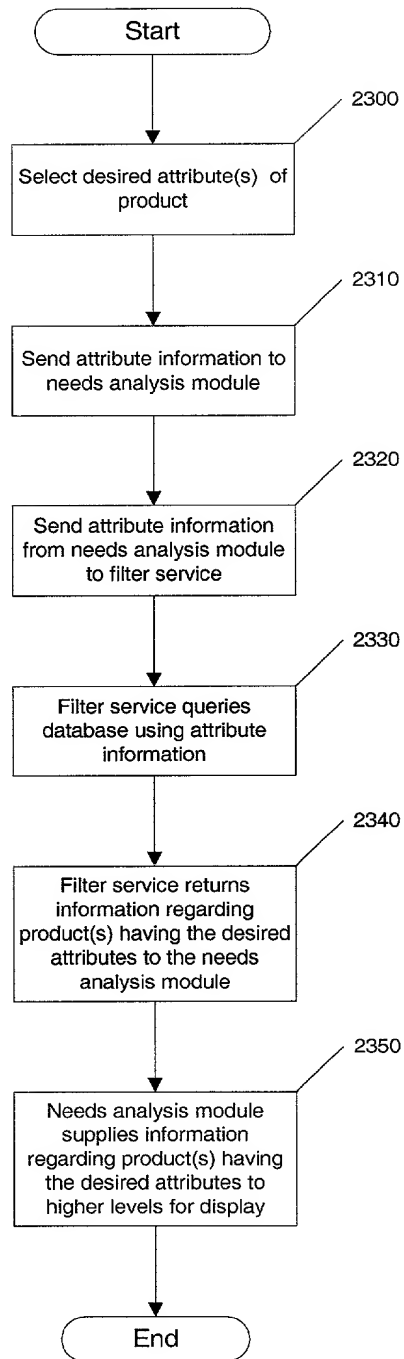 Start
2300
Select desired attribute(s) of
product
2310
Send attribute information to
needs analysis module
2320
Send attribute information
from needs analysis module
to filter service
2330
Filter service queries
database using attribute
information
2340
Filter service returns
information regarding
product(s) having the desired
attributes to the needs
analysis module
2350
Needs analysis module
supplies information
regarding product(s) having
the desired attributes to
higher levels for display
End